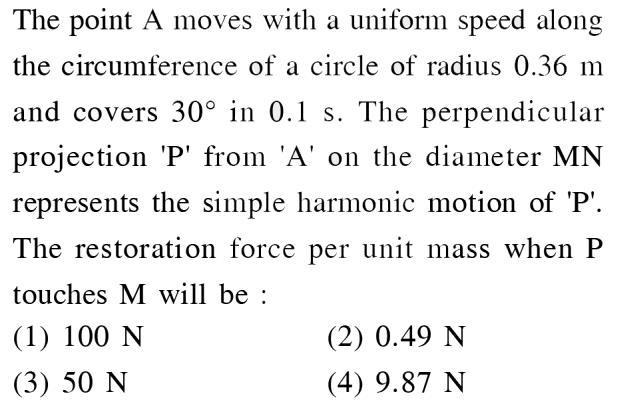 The point A moves with a uniform speed along
the circumference of a circle of radius 0.36 m
and covers 30° in 0.1 s. The perpendicular
projection 'P' from 'A' on the diameter MN
represents the simple harmonic motion of 'P'.
The restoration force per unit mass when P
touches M will be :
(1) 100 N (2) 0.49 N
(3) 50 N (4) 9.87 N